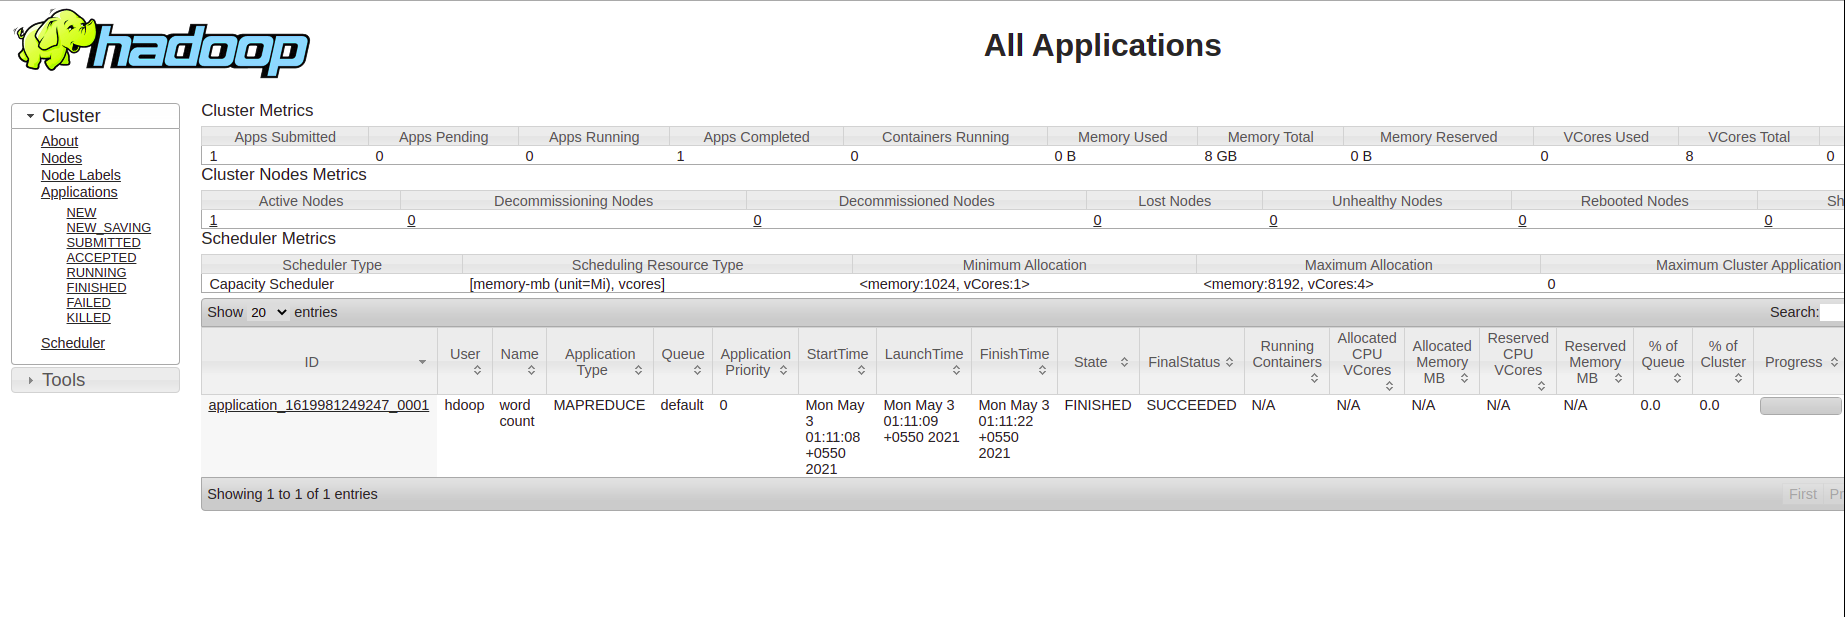 hadoop
All Applications
Cluster
About
Nodes
Node Labels
Applications
NEW
NEW_SAVING
SUBMITTED
ACCEPTED
RUNNING
FINISHED
FAILED
KILLED
Scheduler
Tools
Cluster Metrics
Apps Submitted Apps Pending Apps Running Apps Completed Containers Running Memory Used Memory Total Memory Reserved VCores Used VCores Total
1 0 0 1 0 0 B 8 GB 0 B 0 8 0
Cluster Nodes Metrics
Active Nodes Decommissioning Nodes Decommissioned Nodes Lost Nodes Unhealthy Nodes Rebooted Nodes Sh
1 0 0 0 0 0 0
Scheduler Metrics
Scheduler Type Scheduling Resource Type Minimum Allocation Maximum Allocation Maximum Cluster Application
Capacity Scheduler [memory-mb (unit=Mi), vcores] <memory:1024, vCores:1> <memory:8192, vCores:4> 0
Show 20 entries Search:
ID User Name Application Type Queue Application Priority StartTime LaunchTime FinishTime State FinalStatus Running Containers Allocated CPU VCores Allocated Memory MB Reserved CPU VCores Reserved Memory MB % of Queue % of Cluster Progress
application_1619981249247_0001 hdoop word count MAPREDUCE default 0 Mon May 3 01:11:08 +0550 2021 Mon May 3 01:11:09 +0550 2021 Mon May 3 01:11:22 +0550 2021 FINISHED SUCCEEDED N/A N/A N/A N/A N/A 0.0 0.0
Showing 1 to 1 of 1 entries First Pr